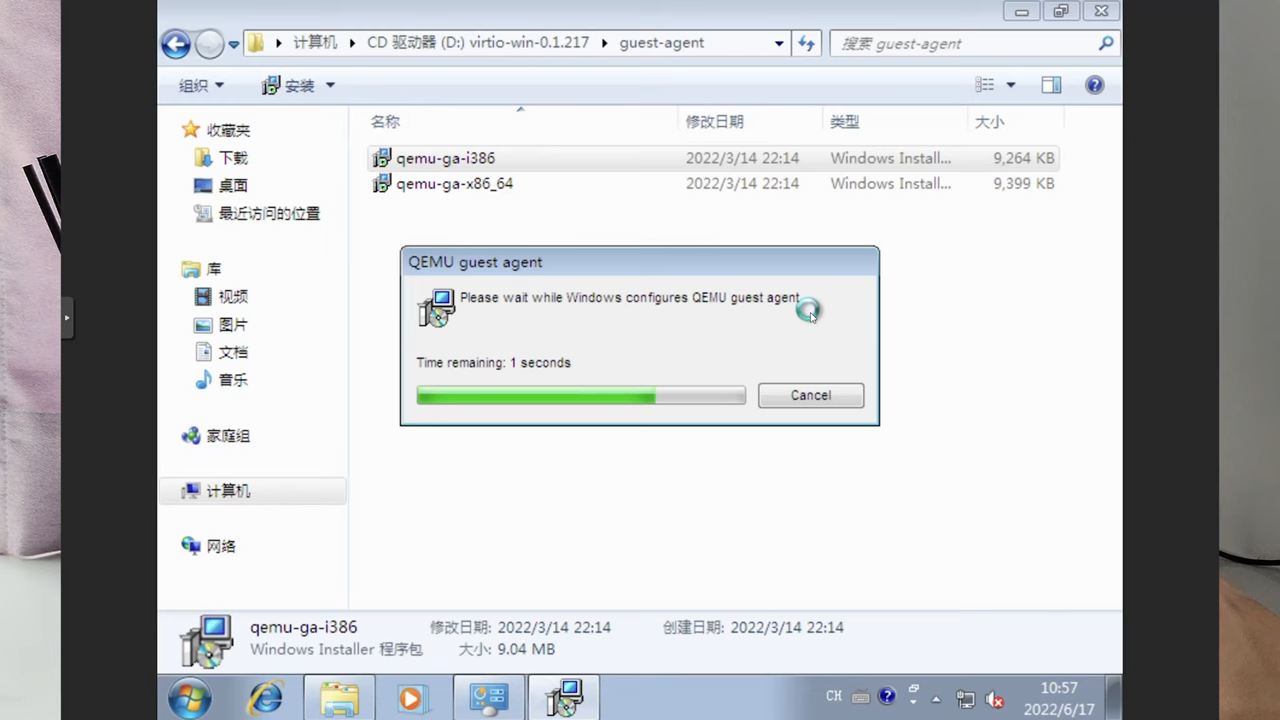 计算机 CD 驱动器 (D:) virtio-win-0.1.217 guest-agent 搜索 guest-agent
组织 安装
名称 修改日期 类型 大小
qemu-ga-i386 2022/3/14 22:14 Windows Install... 9,264 KB
qemu-ga-x86_64 2022/3/14 22:14 Windows Install... 9,399 KB
收藏夹
下载
桌面
最近访问的位置
库
视频
图片
文档
音乐
家庭组
计算机
网络
QEMU guest agent
Please wait while Windows configures QEMU guest agent
Time remaining: 1 seconds
Cancel
qemu-ga-i386 修改日期: 2022/3/14 22:14 创建日期: 2022/3/14 22:14
Windows Installer 程序包 大小: 9.04 MB
CH 10:57
2022/6/17